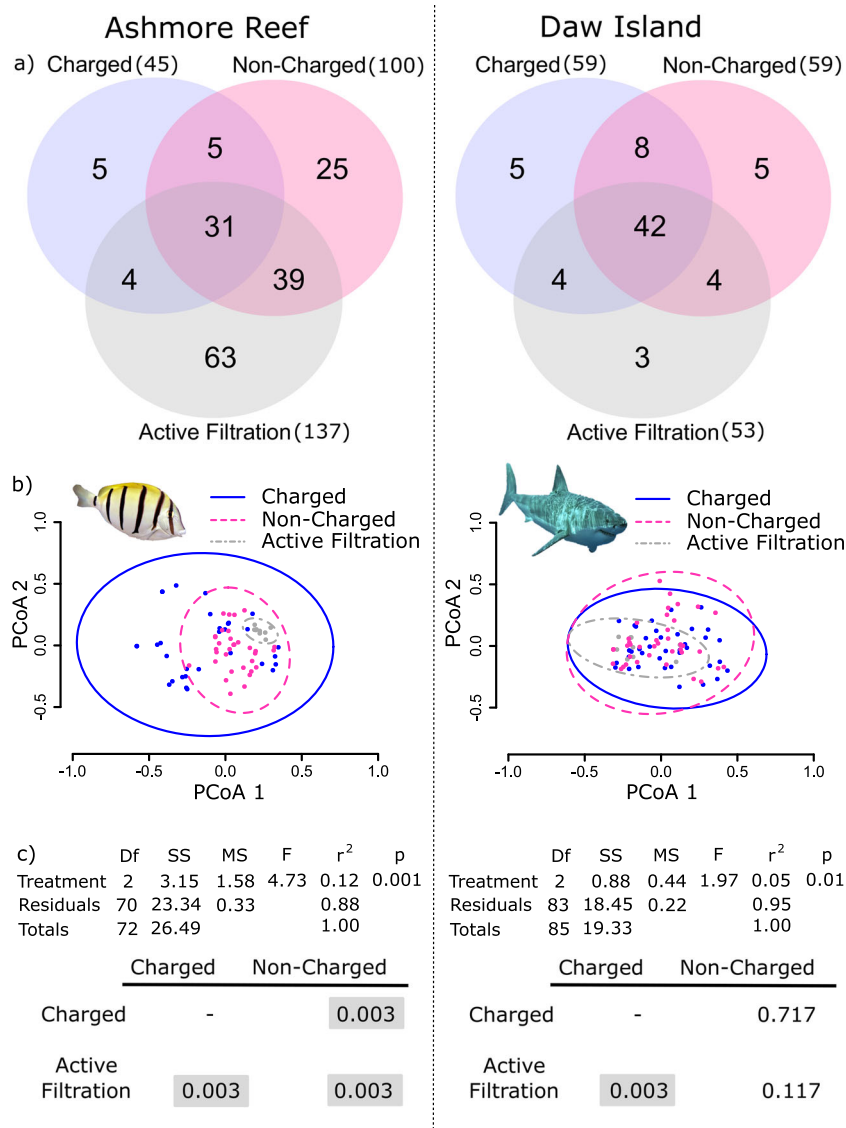 Ashmore Reef
Daw Island
a) Charged (45) Non-Charged (100)
5 5 25
31
4 39
63
Active Filtration (137)
Charged (59) Non-Charged (59)
5 8 5
42
4 4
3
Active Filtration (53)
b)
Charged
Non-Charged
Active Filtration
PCoA 2
1.0
0.5
0.0
-0.5
-1.0 -0.5 0.0 0.5 1.0
PCoA 1
Charged
Non-Charged
Active Filtration
PCoA 2
1.0
0.5
0.0
-0.5
-1.0 -0.5 0.0 0.5 1.0
PCoA 1
c) Df SS MS F r² p
Treatment 2 3.15 1.58 4.73 0.12 0.001
Residuals 70 23.34 0.33 0.88
Totals 72 26.49 1.00
Charged Non-Charged
Charged - 0.003
Active
Filtration 0.003 0.003
Df SS MS F r² p
Treatment 2 0.88 0.44 1.97 0.05 0.01
Residuals 83 18.45 0.22 0.95
Totals 85 19.33 1.00
Charged Non-Charged
Charged - 0.717
Active
Filtration 0.003 0.117